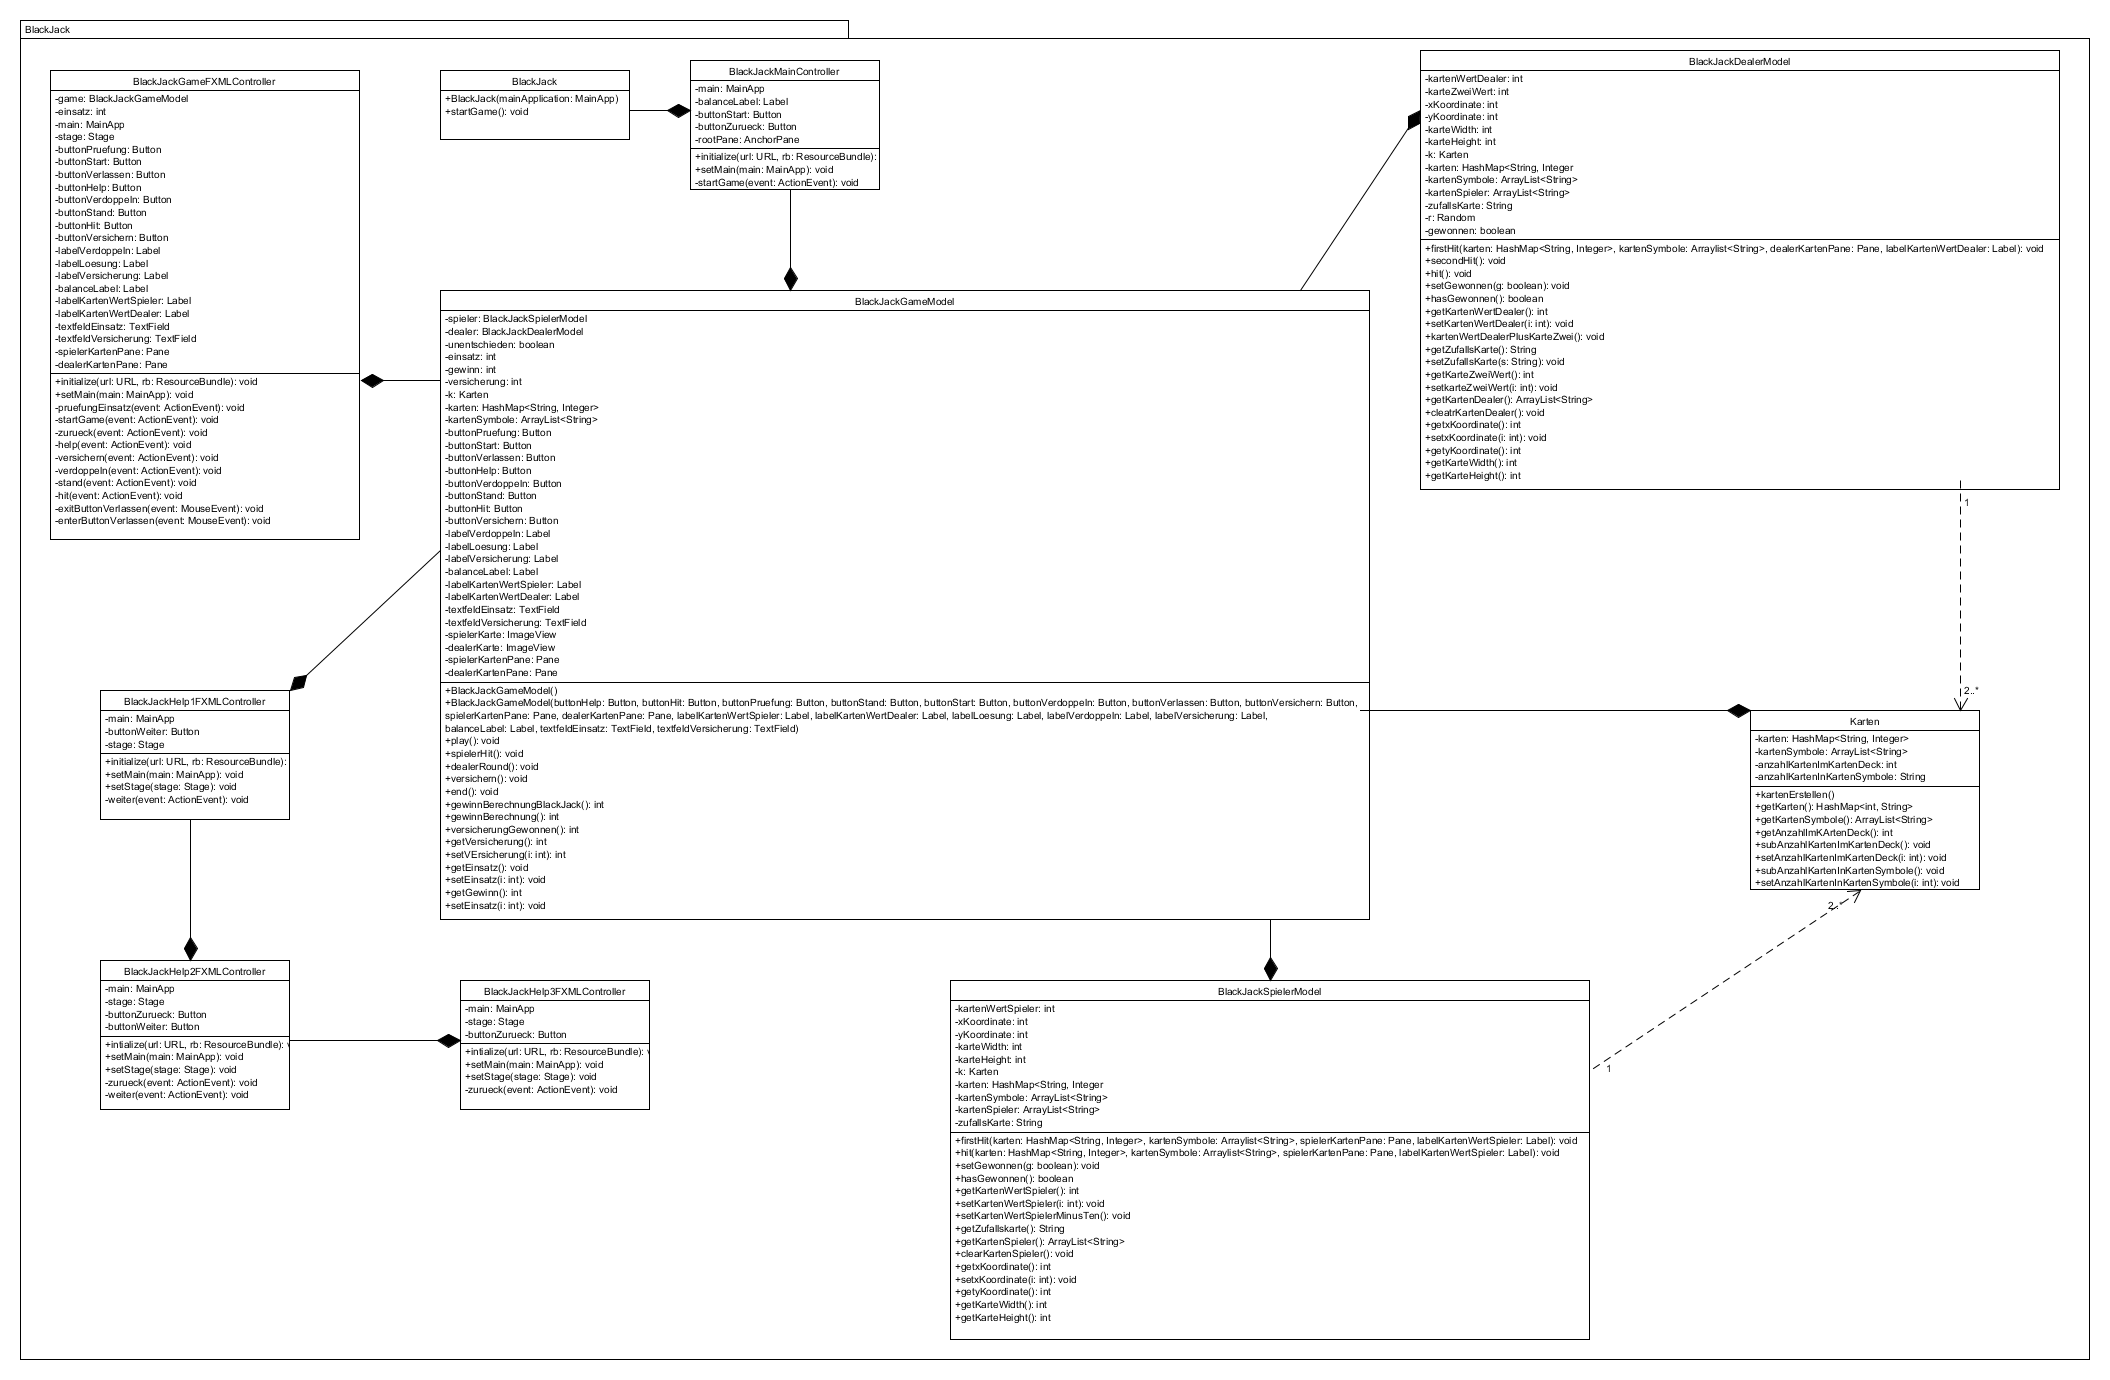 BlackJack
BlackJackGameFXMLController
-game: BlackJackGameModel
-einsatz: int
-main: MainApp
-stage: Stage
-buttonPruefung: Button
-buttonStart: Button
-buttonVerlassen: Button
-buttonHelp: Button
-buttonVerdoppeln: Button
-buttonStand: Button
-buttonHit: Button
-buttonVersichern: Button
-labelVerdoppeln: Label
-labelLoesung: Label
-labelVersicherung: Label
-balanceLabel: Label
-labelKartenWertSpieler: Label
-labelKartenWertDealer: Label
-textfeldEinsatz: TextField
-textfeldVersicherung: TextField
-spielerKartenPane: Pane
-dealerKartenPane: Pane
+initialize(url: URL, rb: ResourceBundle): void
+setMain(main: MainApp): void
-pruefungEinsatz(event: ActionEvent): void
-startGame(event: ActionEvent): void
-zurueck(event: ActionEvent): void
-help(event: ActionEvent): void
-versichern(event: ActionEvent): void
-verdoppeln(event: ActionEvent): void
-stand(event: ActionEvent): void
-hit(event: ActionEvent): void
-exitButtonVerlassen(event: MouseEvent): void
-enterButtonVerlassen(event: MouseEvent): void
BlackJack
+BlackJack(mainApplication: MainApp)
+startGame(): void
BlackJackMainController
-main: MainApp
-balanceLabel: Label
-buttonStart: Button
-buttonZurueck: Button
-rootPane: AnchorPane
+initialize(url: URL, rb: ResourceBundle):
+setMain(main: MainApp): void
-startGame(event: ActionEvent): void
BlackJackDealerModel
-kartenWertDealer: int
-karteZweiWert: int
-xKoordinate: int
-yKoordinate: int
-karteWidth: int
-karteHeight: int
-k: Karten
-karten: HashMap<String, Integer
-kartenSymbole: ArrayList<String>
-kartenSpieler: ArrayList<String>
-zufallsKarte: String
-r: Random
-gewonnen: boolean
+firstHit(karten: HashMap<String, Integer>, kartenSymbole: Arraylist<String>, dealerKartenPane: Pane, labelKartenWertDealer: Label): void
+secondHit(): void
+hit(): void
+setGewonnen(g: boolean): void
+hasGewonnen(): boolean
+getKartenWertDealer(): int
+setKartenWertDealer(i: int): void
+kartenWertDealerPlusKarteZwei(): void
+getZufallsKarte(): String
+setZufallsKarte(s: String): void
+getKarteZweiWert(): int
+setkarteZweiWert(i: int): void
+getKartenDealer(): ArrayList<String>
+cleatrKartenDealer(): void
+getxKoordinate(): int
+setxKoordinate(i: int): void
+getyKoordinate(): int
+getKarteWidth(): int
+getKarteHeight(): int
1
2..*
BlackJackGameModel
-spieler: BlackJackSpielerModel
-dealer: BlackJackDealerModel
-unentschieden: boolean
-einsatz: int
-gewinn: int
-versicherung: int
-k: Karten
-karten: HashMap<String, Integer>
-kartenSymbole: ArrayList<String>
-buttonPruefung: Button
-buttonStart: Button
-buttonVerlassen: Button
-buttonHelp: Button
-buttonVerdoppeln: Button
-buttonStand: Button
-buttonHit: Button
-buttonVersichern: Button
-labelVerdoppeln: Label
-labelLoesung: Label
-labelVersicherung: Label
-balanceLabel: Label
-labelKartenWertSpieler: Label
-labelKartenWertDealer: Label
-textfeldEinsatz: TextField
-textfeldVersicherung: TextField
-spielerKarte: ImageView
-dealerKarte: ImageView
-spielerKartenPane: Pane
-dealerKartenPane: Pane
+BlackJackGameModel()
+BlackJackGameModel(buttonHelp: Button, buttonHit: Button, buttonPruefung: Button, buttonStand: Button, buttonStart: Button, buttonVerdoppeln: Button, buttonVerlassen: Button, buttonVersichern: Button,
spielerKartenPane: Pane, dealerKartenPane: Pane, labelKartenWertSpieler: Label, labelKartenWertDealer: Label, labelLoesung: Label, labelVerdoppeln: Label, labelVersicherung: Label,
balanceLabel: Label, textfeldEinsatz: TextField, textfeldVersicherung: TextField)
+play(): void
+spielerHit(): void
+dealerRound(): void
+versichern(): void
+end(): void
+gewinnBerechnungBlackJack(): int
+gewinnBerechnung(): int
+versicherungGewonnen(): int
+getVersicherung(): int
+setVErsicherung(i: int): int
+getEinsatz(): void
+setEinsatz(i: int): void
+getGewinn(): int
+setEinsatz(i: int): void
BlackJackHelp1FXMLController
-main: MainApp
-buttonWeiter: Button
-stage: Stage
+initialize(url: URL, rb: ResourceBundle):
+setMain(main: MainApp): void
+setStage(stage: Stage): void
-weiter(event: ActionEvent): void
Karten
-karten: HashMap<String, Integer>
-kartenSymbole: ArrayList<String>
-anzahlKartenImKartenDeck: int
-anzahlKartenInKartenSymbole: String
+kartenErstellen()
+getKarten(): HashMap<int, String>
+getKartenSymbole(): ArrayList<String>
+getAnzahlImKArtenDeck(): int
+subAnzahlKartenImKartenDeck(): void
+setAnzahlKartenImKartenDeck(i: int): void
+subAnzahlKartenInKartenSymbole(): void
+setAnzahlKartenInKartenSymbole(i: int): void
2..*
1
BlackJackHelp2FXMLController
-main: MainApp
-stage: Stage
-buttonZurueck: Button
-buttonWeiter: Button
+intialize(url: URL, rb: ResourceBundle): v
+setMain(main: MainApp): void
+setStage(stage: Stage): void
-zurueck(event: ActionEvent): void
-weiter(event: ActionEvent): void
BlackJackHelp3FXMLController
-main: MainApp
-stage: Stage
-buttonZurueck: Button
+intialize(url: URL, rb: ResourceBundle): v
+setMain(main: MainApp): void
+setStage(stage: Stage): void
-zurueck(event: ActionEvent): void
BlackJackSpielerModel
-kartenWertSpieler: int
-xKoordinate: int
-yKoordinate: int
-karteWidth: int
-karteHeight: int
-k: Karten
-karten: HashMap<String, Integer
-kartenSymbole: ArrayList<String>
-kartenSpieler: ArrayList<String>
-zufallsKarte: String
+firstHit(karten: HashMap<String, Integer>, kartenSymbole: Arraylist<String>, spielerKartenPane: Pane, labelKartenWertSpieler: Label): void
+hit(karten: HashMap<String, Integer>, kartenSymbole: Arraylist<String>, spielerKartenPane: Pane, labelKartenWertSpieler: Label): void
+setGewonnen(g: boolean): void
+hasGewonnen(): boolean
+getKartenWertSpieler(): int
+setKartenWertSpieler(i: int): void
+setKartenWertSpielerMinusTen(): void
+getZufallskarte(): String
+getKartenSpieler(): ArrayList<String>
+clearKartenSpieler(): void
+getxKoordinate(): int
+setxKoordinate(i: int): void
+getyKoordinate(): int
+getKarteWidth(): int
+getKarteHeight(): int